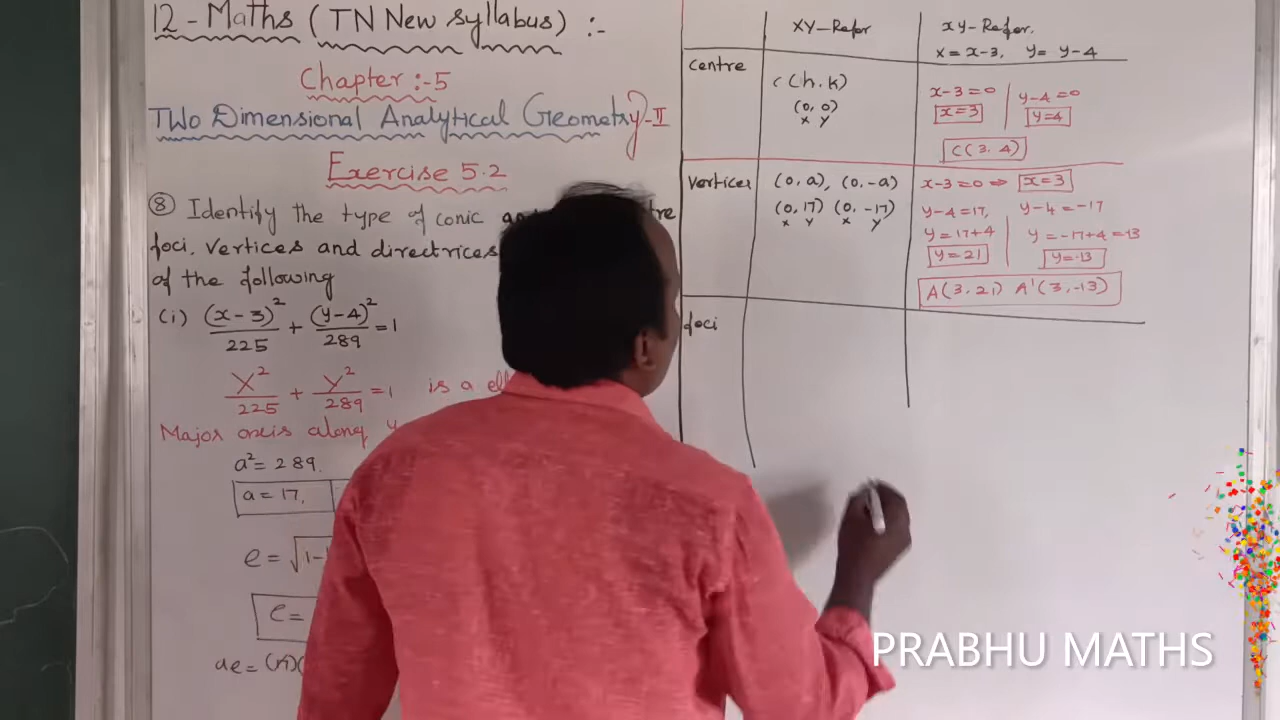 12 - Maths (TN New syllabus) :-
Chapter :- 5
Two Dimensional Analytical Geometry-II
Exercise 5.2
⑧ Identify the type of conic
foci, vertices and directrices
of the following
(i) (x-3)²/225 + (y-4)²/289 = 1
X²/225 + Y²/289 = 1 is a
Major axis along
a² = 289.
a = 17,
e = √1-
e =
ae =
XY-Refer
xy-Refer.
X = x-3, Y = y-4
Centre
C(h, k)
(0, 0)
X Y
x-3 = 0
x = 3
y-4 = 0
y = 4
C(3, 4)
Vertices
(0, a), (0, -a)
(0, 17) (0, -17)
X Y X Y
x-3 = 0 ⇒ x = 3
y-4 = 17,
y = 17+4
y = 21
y-4 = -17
y = -17+4 = 13
y = -13
A(3, 21) A'(3, -13)
foci
PRABHU MATHS